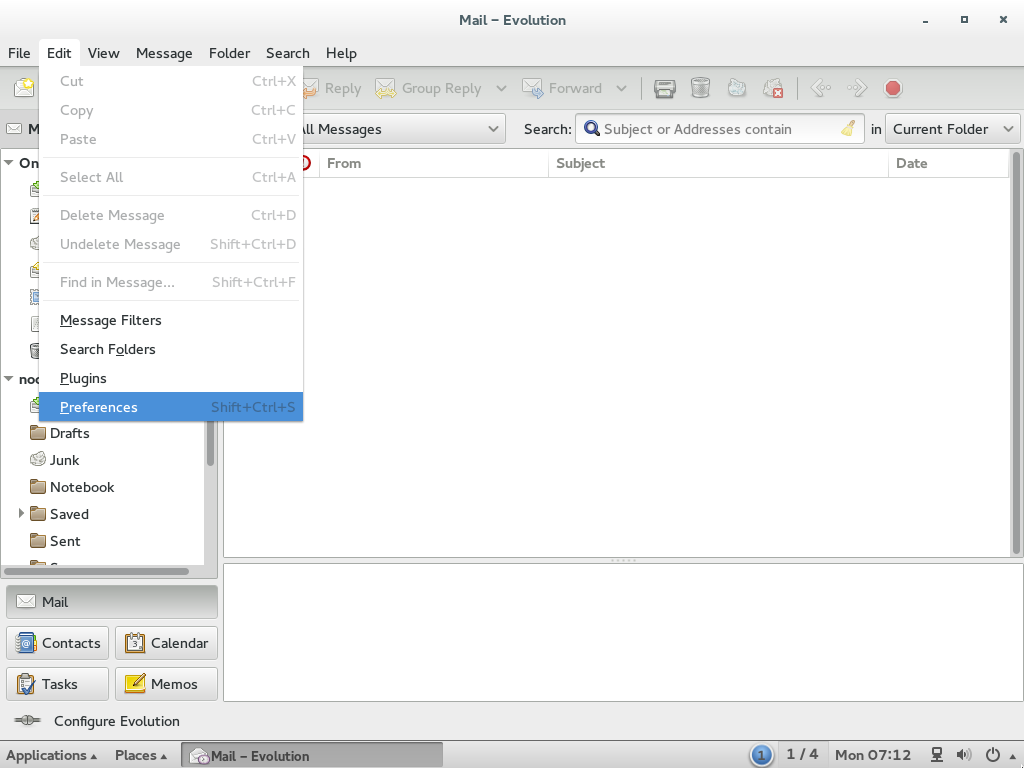 Mail – Evolution
File Edit View Message Folder Search Help
Cut Ctrl+X
Copy Ctrl+C
Paste Ctrl+V
Select All Ctrl+A
Delete Message Ctrl+D
Undelete Message Shift+Ctrl+D
Find in Message... Shift+Ctrl+F
Message Filters
Search Folders
Plugins
Preferences Shift+Ctrl+S
Reply Group Reply Forward
All Messages Search: Subject or Addresses contain in Current Folder
From Subject Date
Drafts
Junk
Notebook
Saved
Sent
Mail
Contacts Calendar
3
Tasks Memos
Configure Evolution
Applications Places Mail – Evolution 1 1 / 4 Mon 07:12